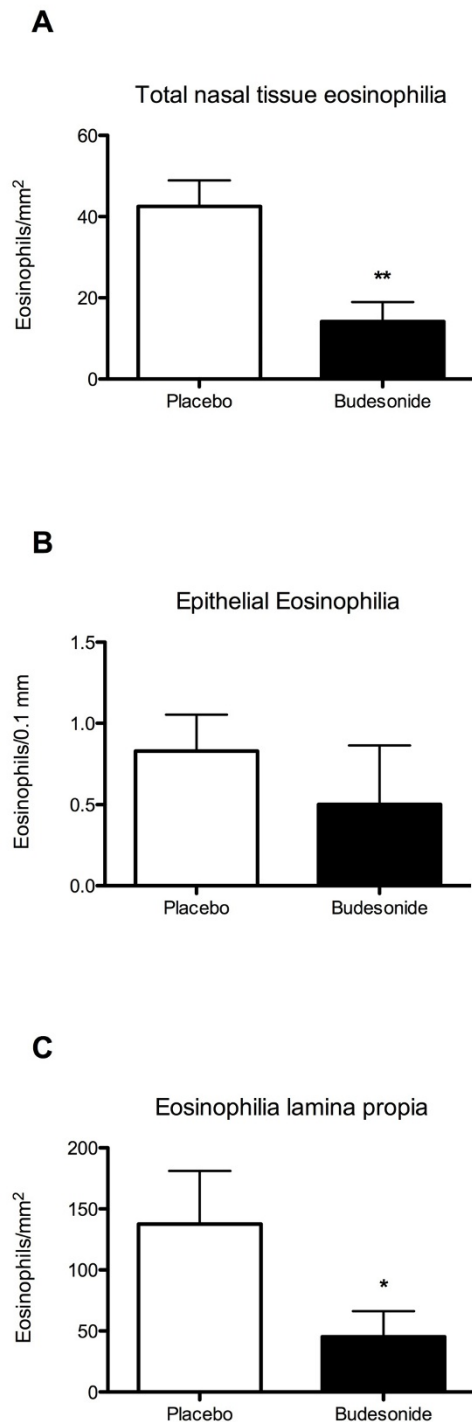 A
Total nasal tissue eosinophilia
Eosinophils/mm²
60
40
20
0
**
Placebo
Budesonide
B
Epithelial Eosinophilia
Eosinophils/0.1 mm
1.5
1.0
0.5
0.0
Placebo
Budesonide
C
Eosinophilia lamina propia
Eosinophils/mm²
200
150
100
50
0
*
Placebo
Budesonide